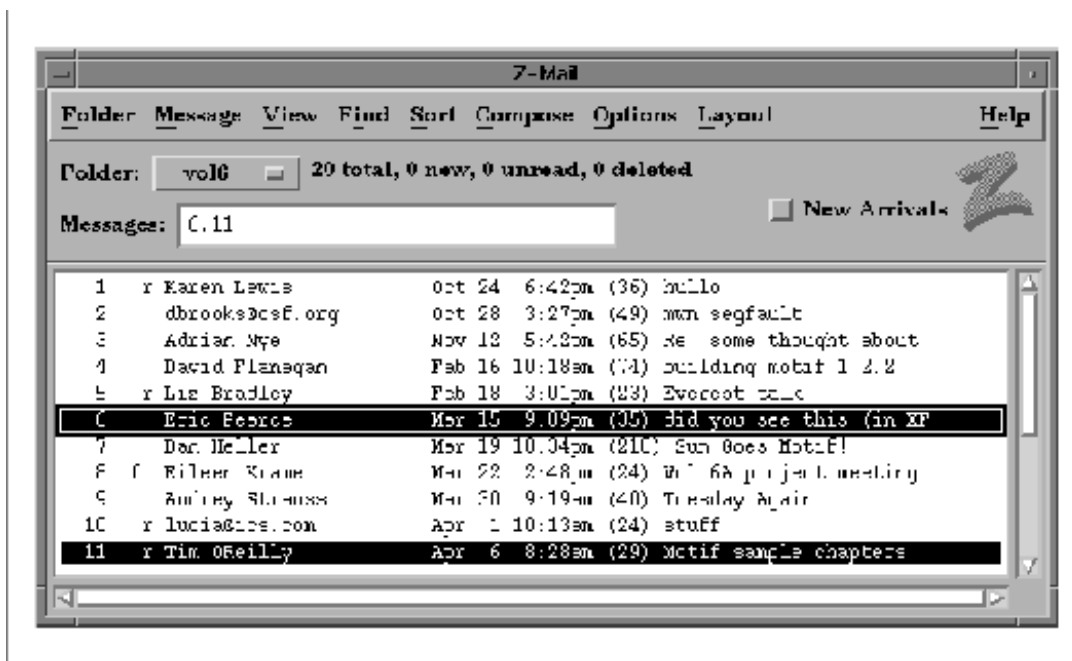 Z-Mail
Folder Message View Find Sort Compose Options Layout Help
Folder: vol6 20 total, 0 new, 0 unread, 0 deleted
New Arrivals
Messages: 6.11
1 r Karen Lewis Oct 24 6:42pm (36) hullo
2 dbrooks@osf.org Oct 28 3:27pm (49) mwm segfault
3 Adrian Nye Nov 12 5:42pm (65) Re some thought about
4 David Flanagan Feb 16 10:18am (74) building motif 1 2.2
5 r Liz Bradley Feb 18 3:01pm (23) Everest talk
6 Eric Pearce Mar 15 9:09pm (35) did you see this (in XF
7 Dan Heller Mar 19 10:34pm (210) Sun Goes Motif!
8 f Eileen Kramer Mar 22 2:48pm (24) Vol 6A project meeting
9 Audrey Strauss Mar 30 9:19am (40) Tuesday Again
10 r lucia@ics.com Apr 1 10:13am (24) stuff
11 r Tim OReilly Apr 6 8:28am (29) Motif sample chapters